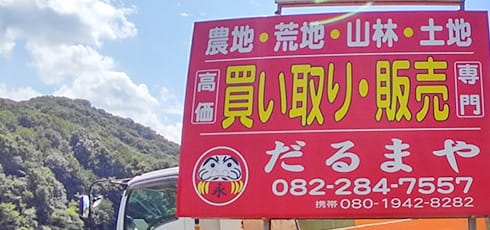 農地・荒地・山林・土地
高価 買い取り・販売 専門
だるまや
永
082-284-7557
携帯 080-1942-8282